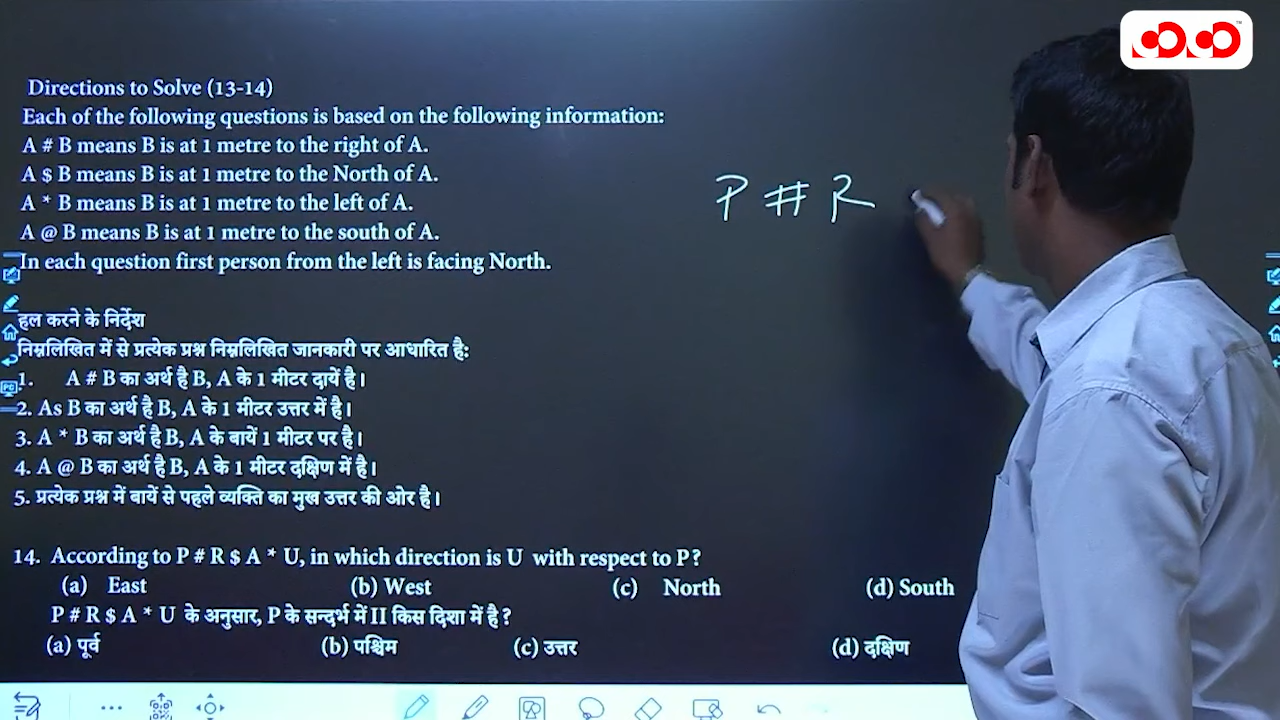 Directions to Solve (13-14)
Each of the following questions is based on the following information:
A # B means B is at 1 metre to the right of A.
A $ B means B is at 1 metre to the North of A.
A * B means B is at 1 metre to the left of A.
A @ B means B is at 1 metre to the south of A.
In each question first person from the left is facing North.
P # R
हल करने के निर्देश
निम्नलिखित में से प्रत्येक प्रश्न निम्नलिखित जानकारी पर आधारित है:
1. A # B का अर्थ है B, A के 1 मीटर दायें है।
2. As B का अर्थ है B, A के 1 मीटर उत्तर में है।
3. A * B का अर्थ है B, A के बायें 1 मीटर पर है।
4. A @ B का अर्थ है B, A के 1 मीटर दक्षिण में है।
5. प्रत्येक प्रश्न में बायें से पहले व्यक्ति का मुख उत्तर की ओर है।
14. According to P # R $ A * U, in which direction is U with respect to P?
(a) East (b) West (c) North (d) South
P # R $ A * U के अनुसार, P के सन्दर्भ में II किस दिशा में है?
(a) पूर्व (b) पश्चिम (c) उत्तर (d) दक्षिण